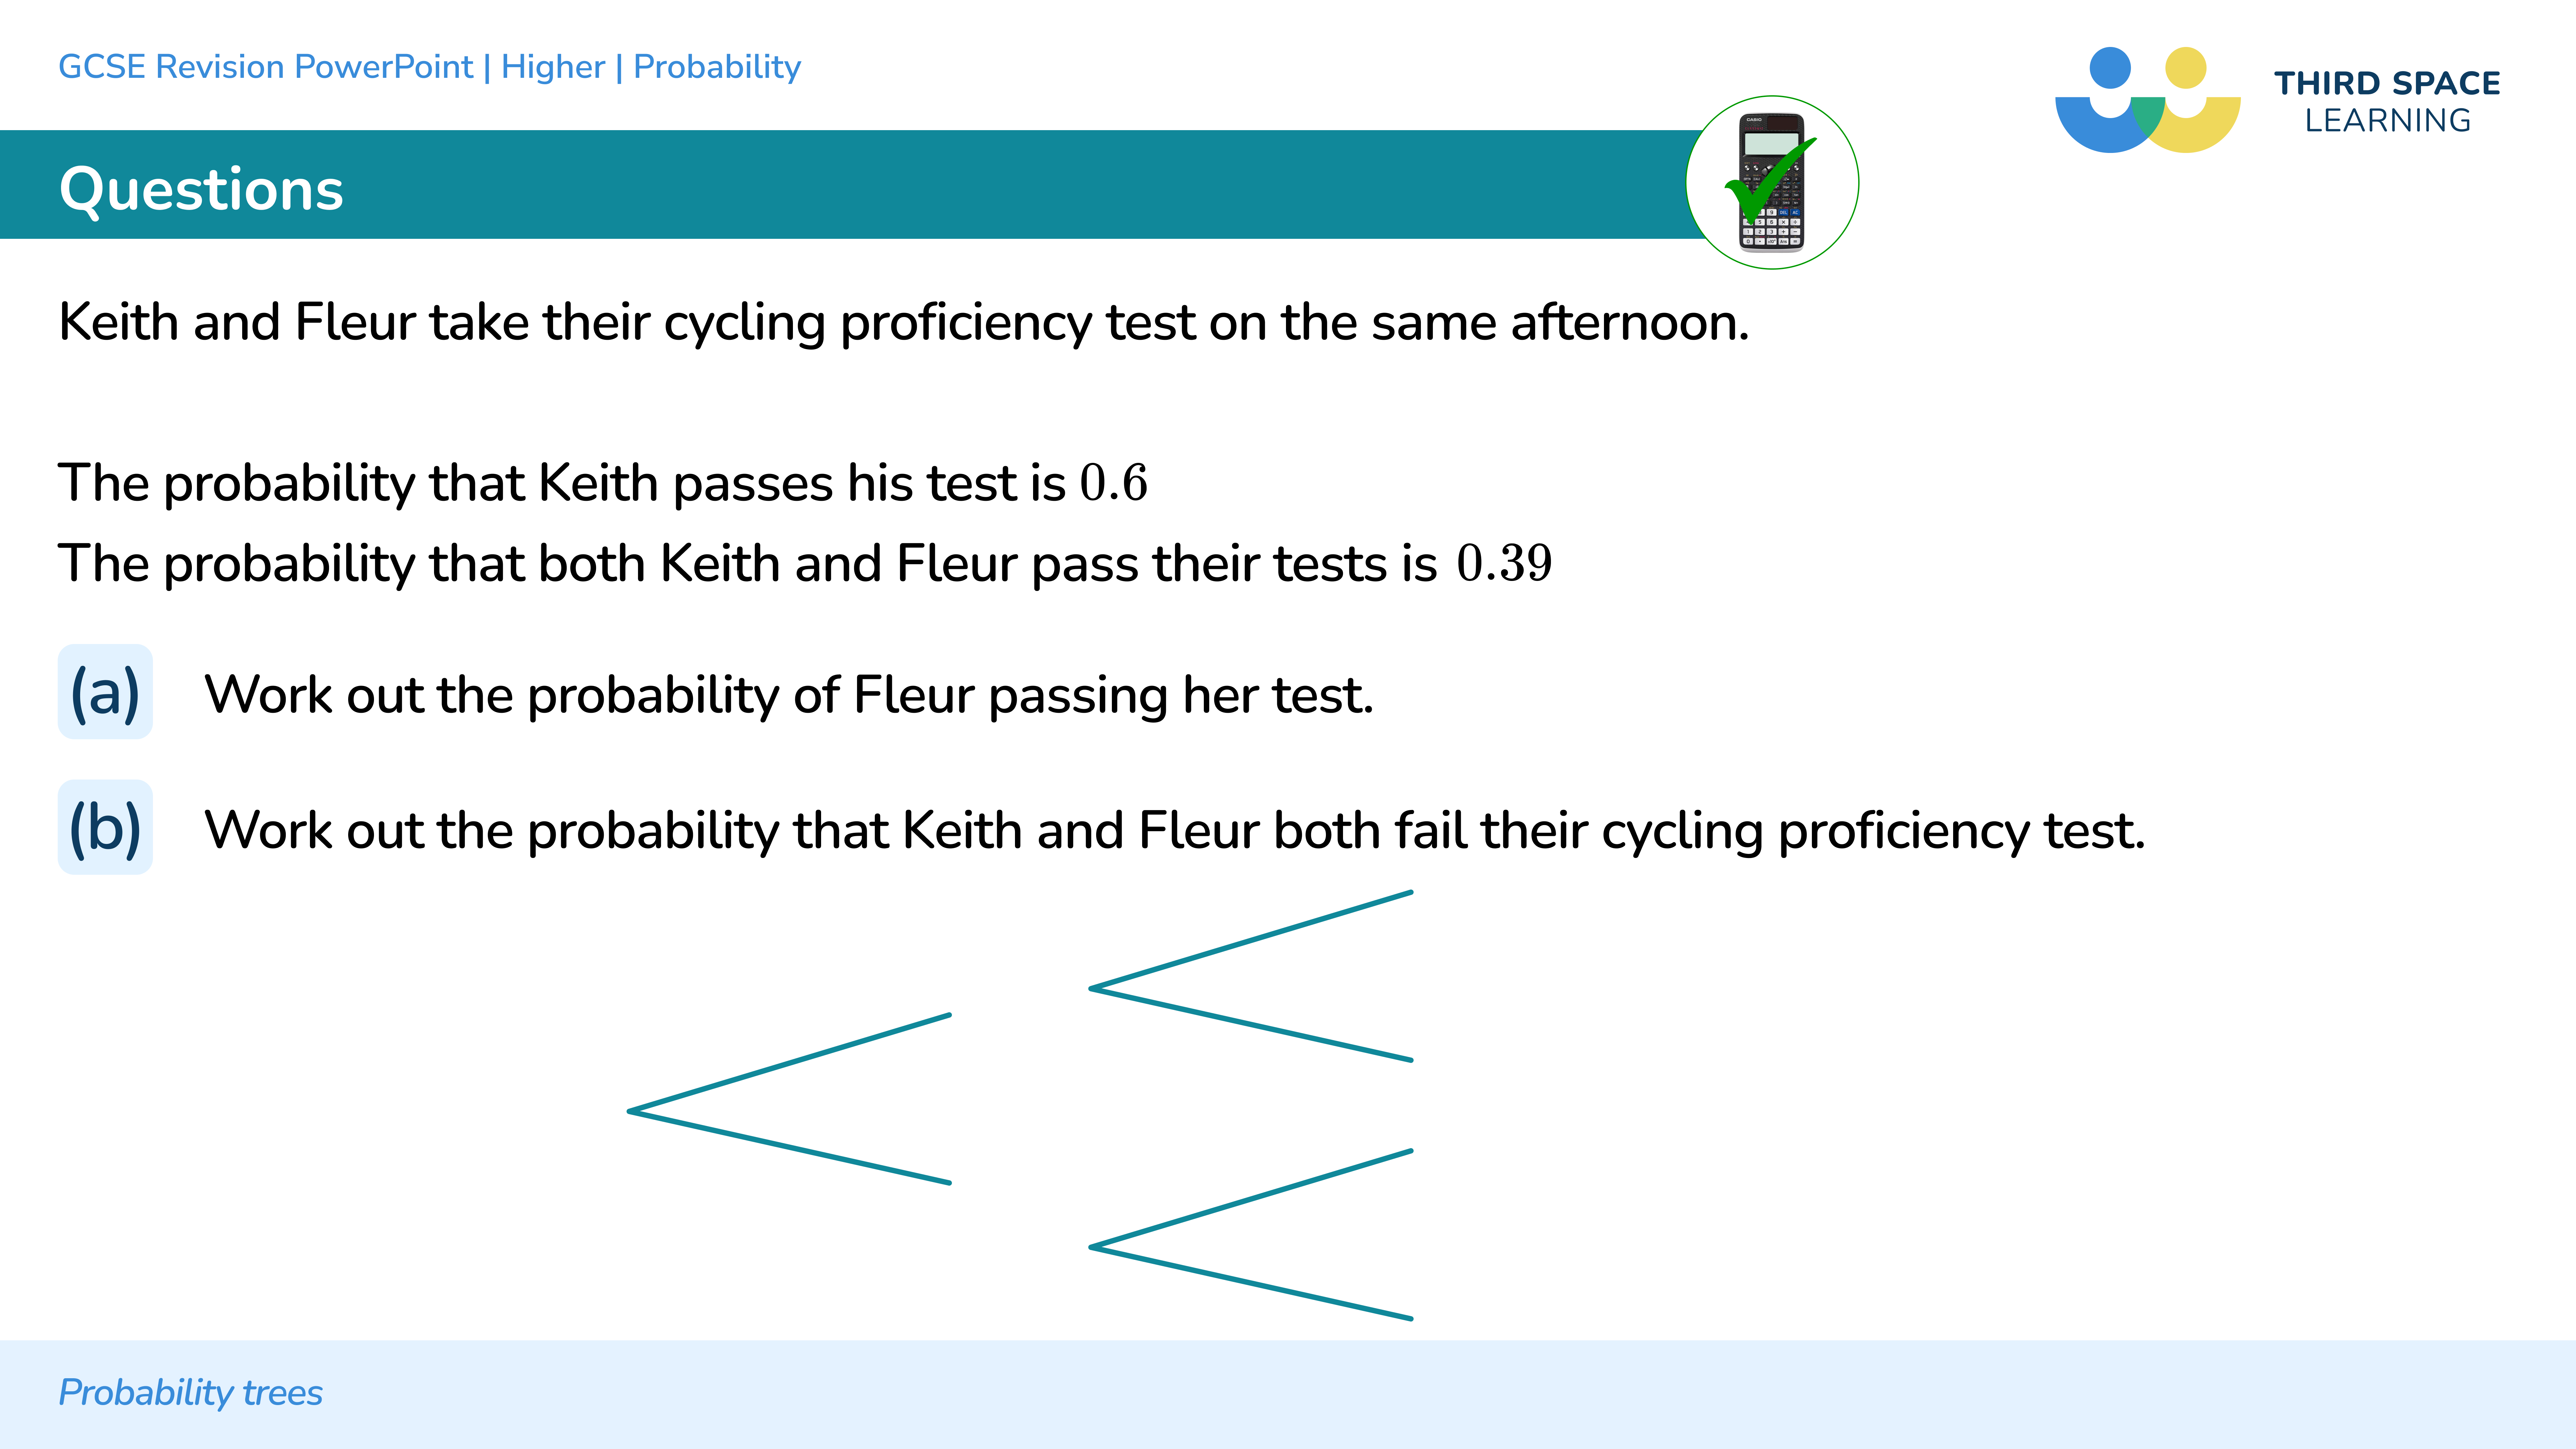 GCSE Revision PowerPoint | Higher | Probability
THIRD SPACE
LEARNING
Questions
CASIO
Keith and Fleur take their cycling proficiency test on the same afternoon.
The probability that Keith passes his test is 0.6
The probability that both Keith and Fleur pass their tests is 0.39
(a) Work out the probability of Fleur passing her test.
(b) Work out the probability that Keith and Fleur both fail their cycling proficiency test.
Probability trees